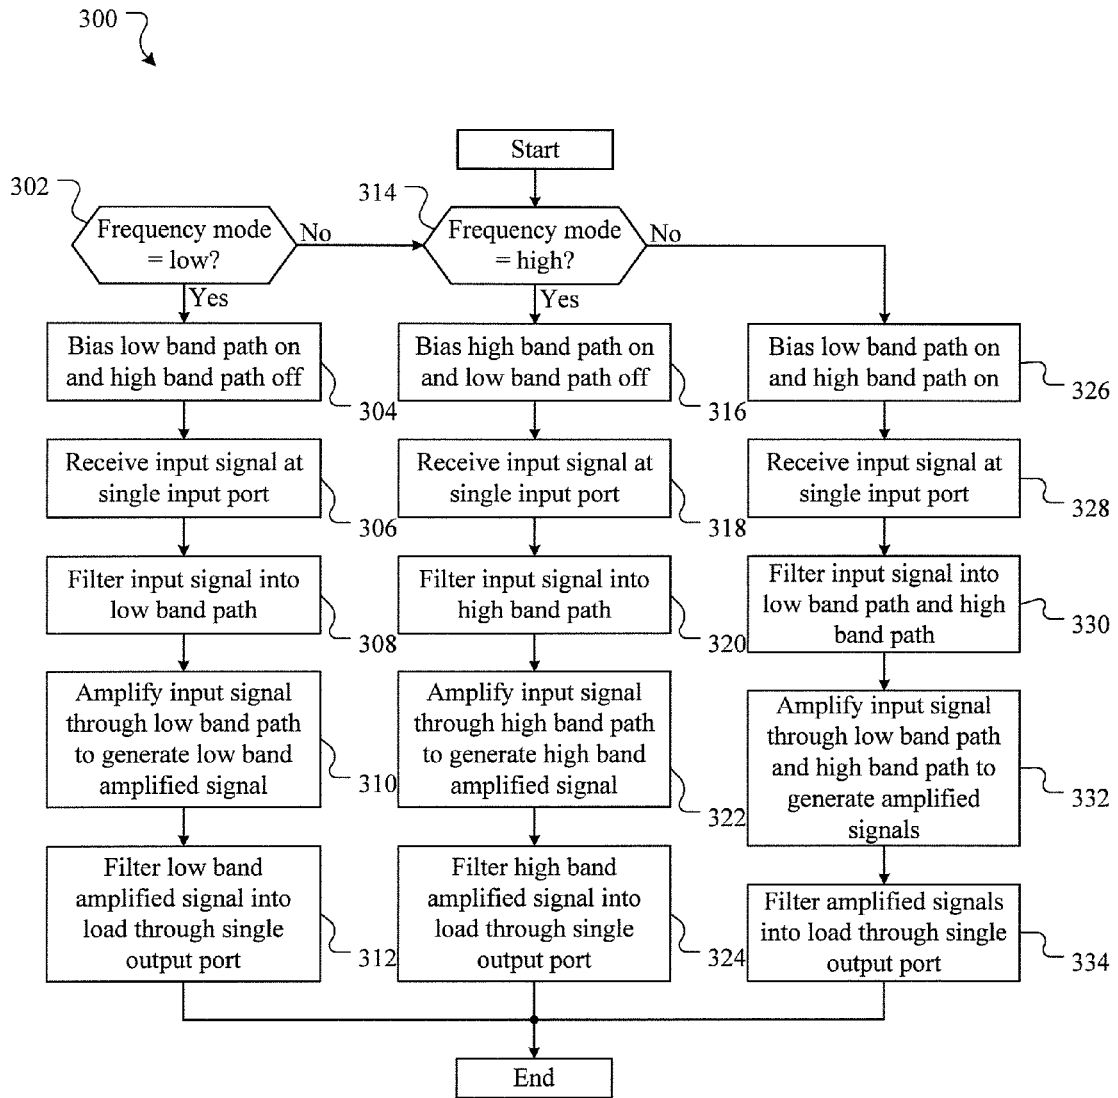 300
Start
302
Frequency mode
= low?
No
Yes
314
Frequency mode
= high?
No
Yes
Bias low band path on
and high band path off
304
Receive input signal at
single input port
306
Filter input signal into
low band path
308
Amplify input signal
through low band path
to generate low band
amplified signal
310
Filter low band
amplified signal into
load through single
output port
312
Bias high band path on
and low band path off
316
Receive input signal at
single input port
318
Filter input signal into
high band path
320
Amplify input signal
through high band path
to generate high band
amplified signal
322
Filter high band
amplified signal into
load through single
output port
324
Bias low band path on
and high band path on
326
Receive input signal at
single input port
328
Filter input signal into
low band path and high
band path
330
Amplify input signal
through low band path
and high band path to
generate amplified
signals
332
Filter amplified signals
into load through single
output port
334
End